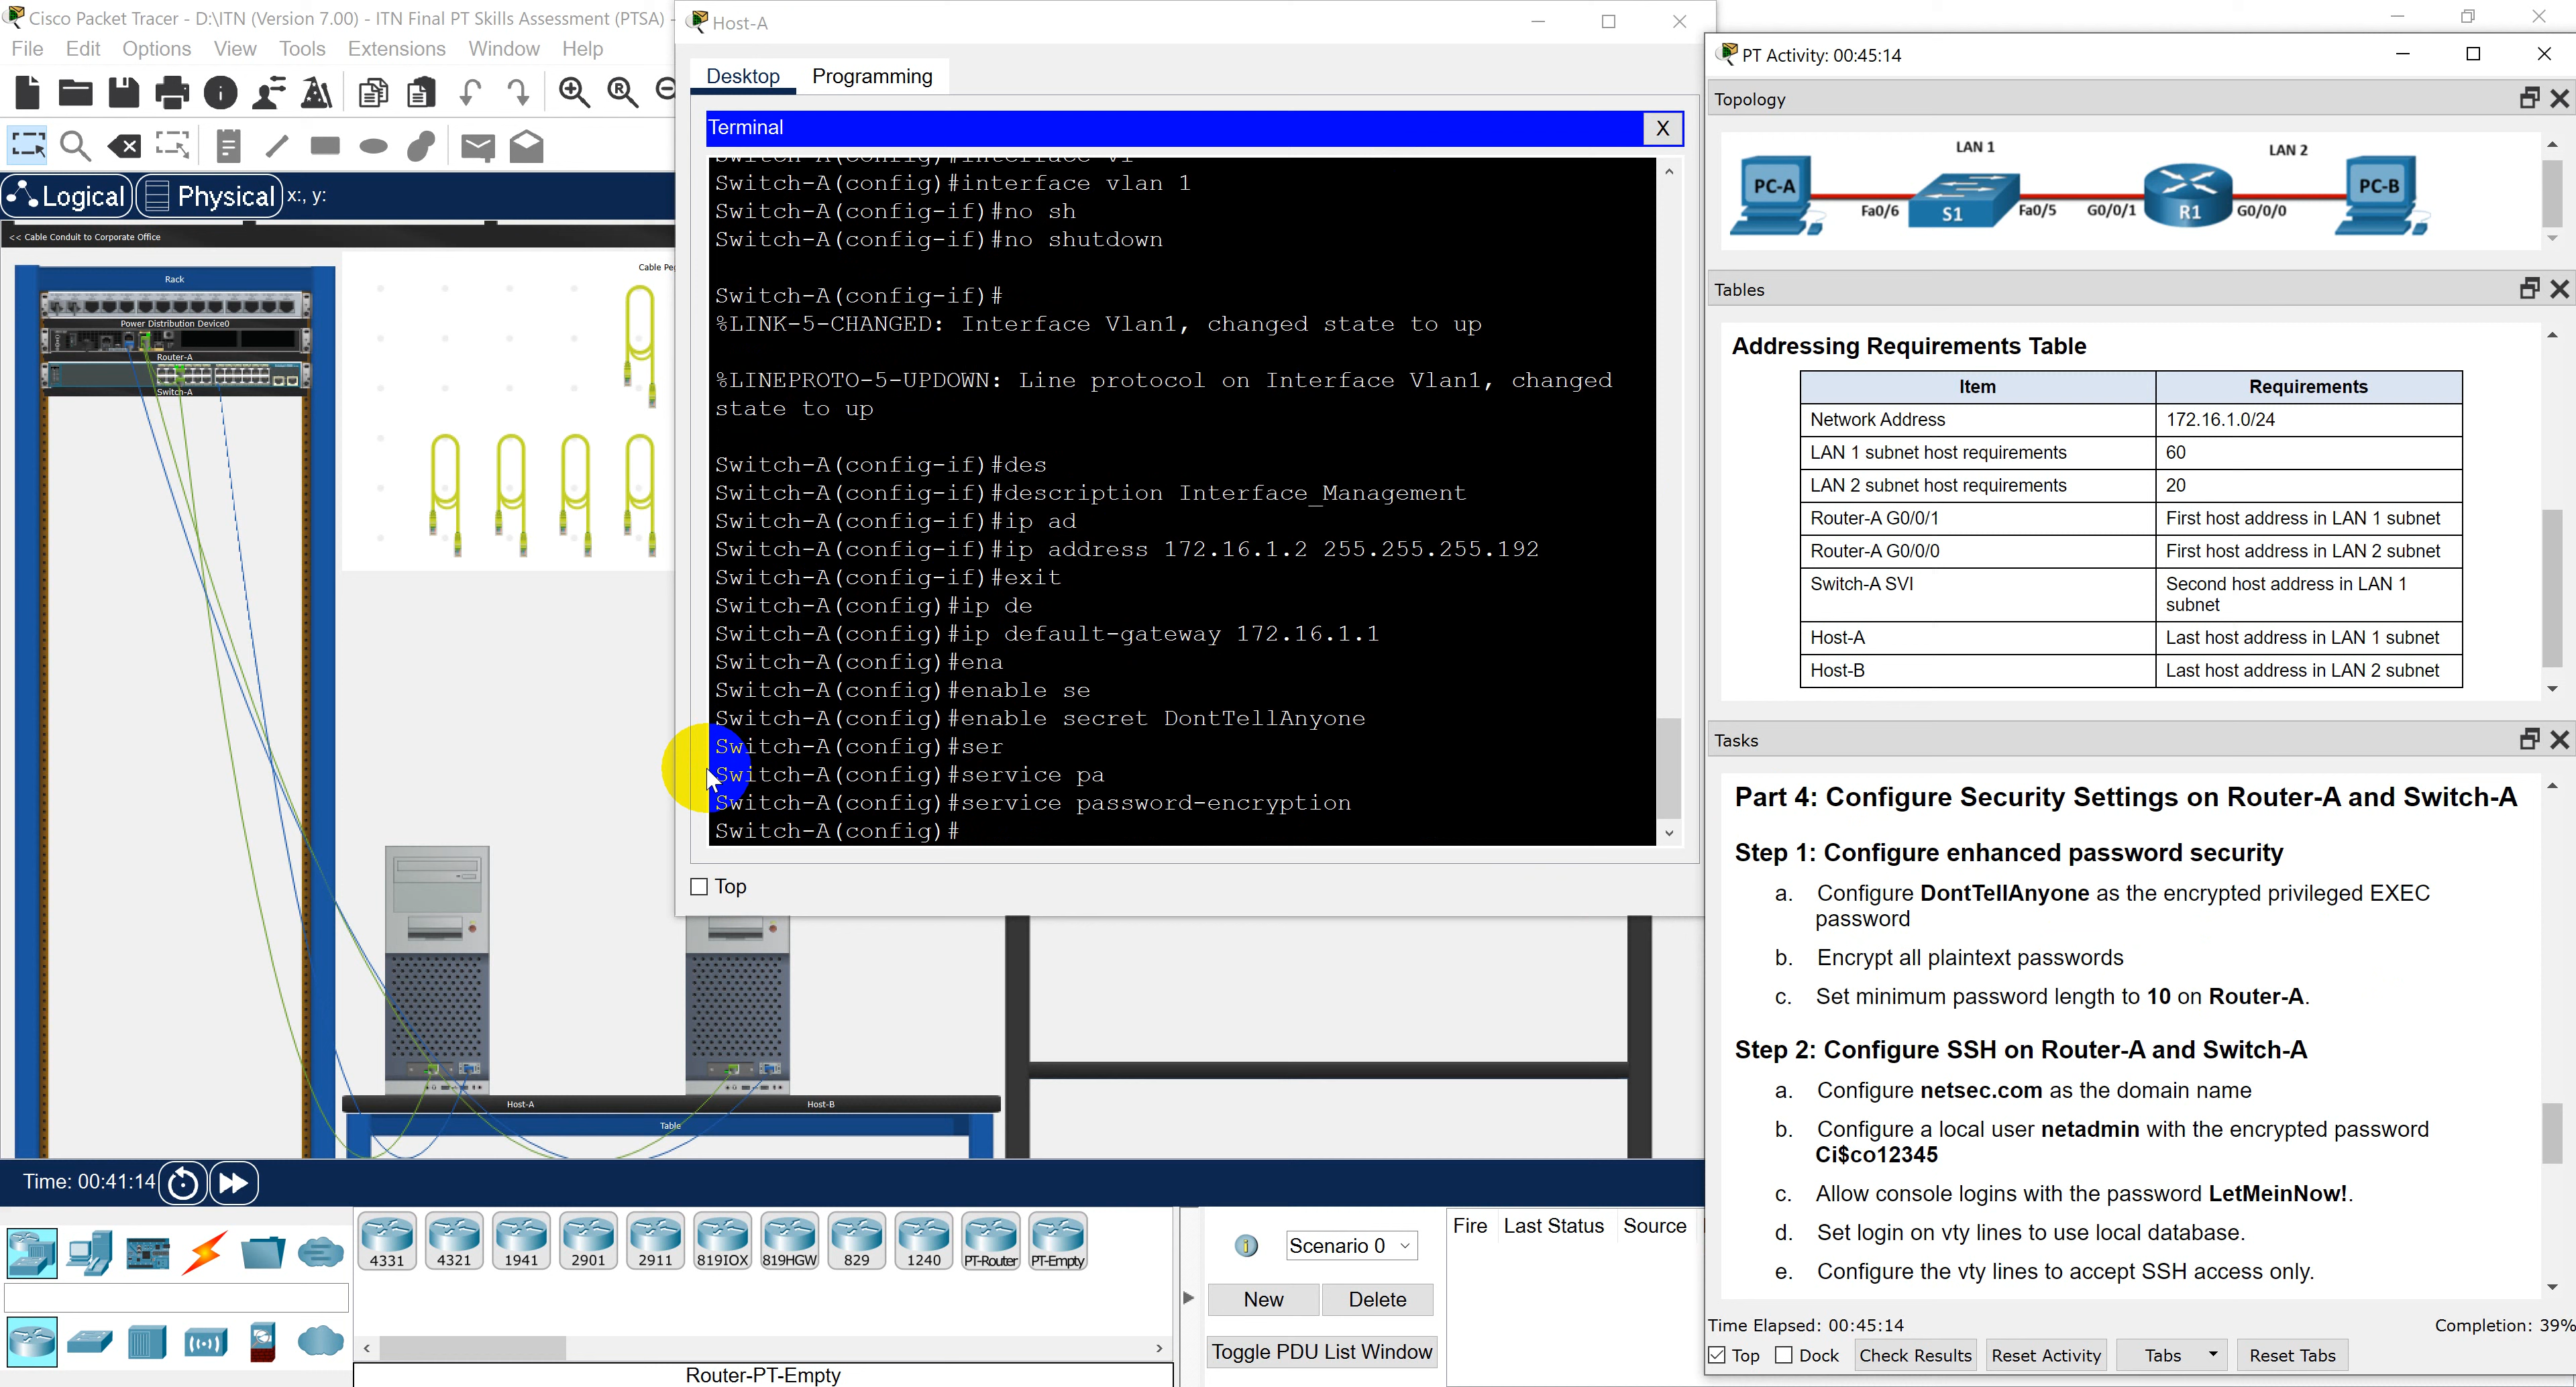 Cisco Packet Tracer - D:\ITN (Version 7.00) - ITN Final PT Skills Assessment (PTSA) -
File Edit Options View Tools Extensions Window Help
Logical Physical x:, y:
<< Cable Conduit to Corporate Office
Rack
Power Distribution Device0
Router-A
Switch-A
Host-A
Host-B
Table
Time: 00:41:14
4331 4321 1941 2901 2911 819IOX 819HGW 829 1240 PT-Router PT-Empty
Router-PT-Empty
Scenario 0
New Delete
Toggle PDU List Window
Fire Last Status Source
Host-A
Desktop Programming
Terminal X
Switch-A(config)#interface vlan 1
Switch-A(config-if)#no sh
Switch-A(config-if)#no shutdown
Switch-A(config-if)#
%LINK-5-CHANGED: Interface Vlan1, changed state to up
%LINEPROTO-5-UPDOWN: Line protocol on Interface Vlan1, changed
state to up
Switch-A(config-if)#des
Switch-A(config-if)#description Interface_Management
Switch-A(config-if)#ip ad
Switch-A(config-if)#ip address 172.16.1.2 255.255.255.192
Switch-A(config-if)#exit
Switch-A(config)#ip de
Switch-A(config)#ip default-gateway 172.16.1.1
Switch-A(config)#ena
Switch-A(config)#enable se
Switch-A(config)#enable secret DontTellAnyone
Switch-A(config)#ser
Switch-A(config)#service pa
Switch-A(config)#service password-encryption
Switch-A(config)#
Top
PT Activity: 00:45:14
Topology
LAN 1 LAN 2
PC-A Fa0/6 S1 Fa0/5 G0/0/1 R1 G0/0/0 PC-B
Tables
Addressing Requirements Table
Item Requirements
Network Address 172.16.1.0/24
LAN 1 subnet host requirements 60
LAN 2 subnet host requirements 20
Router-A G0/0/1 First host address in LAN 1 subnet
Router-A G0/0/0 First host address in LAN 2 subnet
Switch-A SVI Second host address in LAN 1
subnet
Host-A Last host address in LAN 1 subnet
Host-B Last host address in LAN 2 subnet
Tasks
Part 4: Configure Security Settings on Router-A and Switch-A
Step 1: Configure enhanced password security
a. Configure DontTellAnyone as the encrypted privileged EXEC
password
b. Encrypt all plaintext passwords
c. Set minimum password length to 10 on Router-A.
Step 2: Configure SSH on Router-A and Switch-A
a. Configure netsec.com as the domain name
b. Configure a local user netadmin with the encrypted password
Ci$co12345
c. Allow console logins with the password LetMeinNow!.
d. Set login on vty lines to use local database.
e. Configure the vty lines to accept SSH access only.
Time Elapsed: 00:45:14 Completion: 39%
Top Dock Check Results Reset Activity Tabs Reset Tabs